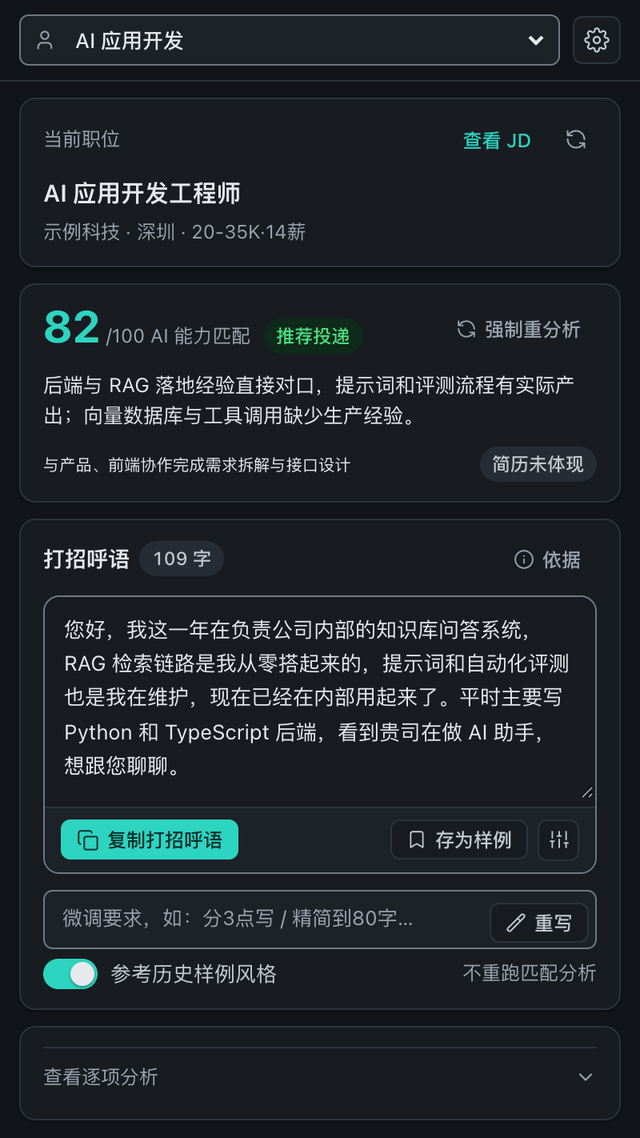 AI 应用开发
当前职位
查看 JD
AI 应用开发工程师
示例科技 · 深圳 · 20-35K·14薪
82 /100 AI 能力匹配 推荐投递
强制重分析
后端与 RAG 落地经验直接对口，提示词和评测流程有实际产
出；向量数据库与工具调用缺少生产经验。
与产品、前端协作完成需求拆解与接口设计
简历未体现
打招呼语 109 字
依据
您好，我这一年在负责公司内部的知识库问答系统，
RAG 检索链路是我从零搭起来的，提示词和自动化评测
也是我在维护，现在已经在内部用起来了。平时主要写
Python 和 TypeScript 后端，看到贵司在做 AI 助手，
想跟您聊聊。
复制打招呼语
存为样例
微调要求，如：分3点写 / 精简到80字...
重写
参考历史样例风格
不重跑匹配分析
查看逐项分析